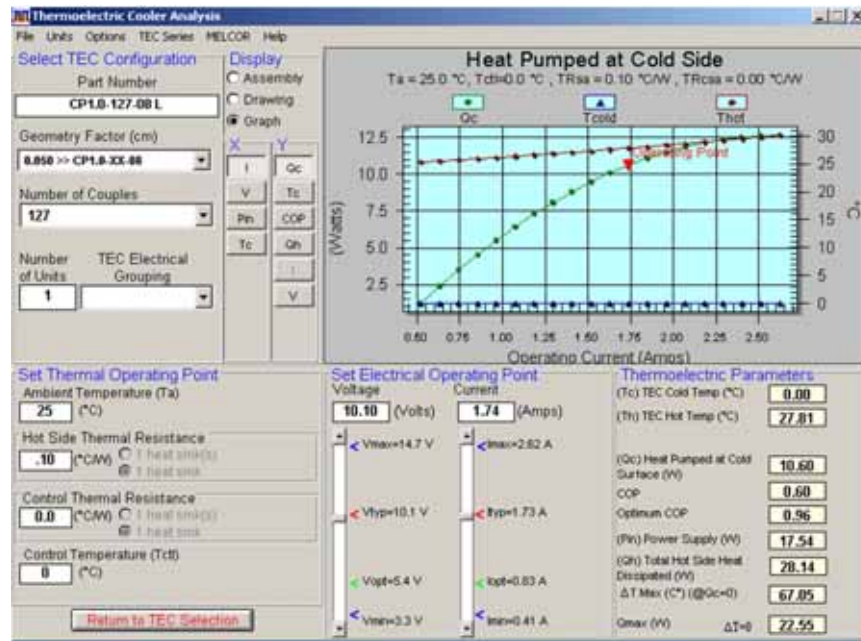 Thermoelectric Cooler Analysis
File Units Options TEC Series MELCOR Help
Select TEC Configuration
Part Number
CP1.0-127-08 L
Geometry Factor (cm)
0.050 >> CP1.0-XX-08
Number of Couples
127
Number of Units
TEC Electrical Grouping
1
Display
Assembly
Drawing
Graph
X Y
I Qc
V Tc
Pin COP
Tc Qh
I
V
Heat Pumped at Cold Side
Ta = 25.0 °C, Tctl=0.0 °C, TRsa = 0.10 °C/W, TRcsa = 0.00 °C/W
Qc Tcold Thot
12.5
10.0
7.5
5.0
2.5
(Watts)
Operating Point
30
25
20
15
10
5
0
°C
0.50 0.75 1.00 1.25 1.50 1.75 2.00 2.25 2.50
Operating Current (Amps)
Set Thermal Operating Point
Ambient Temperature (Ta)
25 (°C)
Hot Side Thermal Resistance
.10 (°C/W) 1 heat sink(s)
1 heat sink
Control Thermal Resistance
0.0 (°C/W) 1 heat sink(s)
1 heat sink
Control Temperature (Tctl)
0 (°C)
Return to TEC Selection
Set Electrical Operating Point
Voltage Current
10.10 (Volts) 1.74 (Amps)
< Vmax=14.7 V < Imax=2.62 A
< Vtyp=10.1 V < Ityp=1.73 A
< Vopt=5.4 V < Iopt=0.83 A
< Vmin=3.3 V < Imin=0.41 A
Thermoelectric Parameters
(Tc) TEC Cold Temp (°C) 0.00
(Th) TEC Hot Temp (°C) 27.81
(Qc) Heat Pumped at Cold Surface (W) 10.60
COP 0.60
Optimum COP 0.96
(Pin) Power Supply (W) 17.54
(Qh) Total Hot Side Heat Dissipated (W) 28.14
ΔT Max (C°) (@Qc=0) 67.05
Qmax (W) ΔT=0 22.55